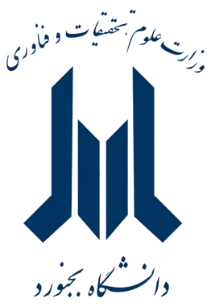 وزارت علوم تحقیقات و فناوری
دانشگاه بجنورد